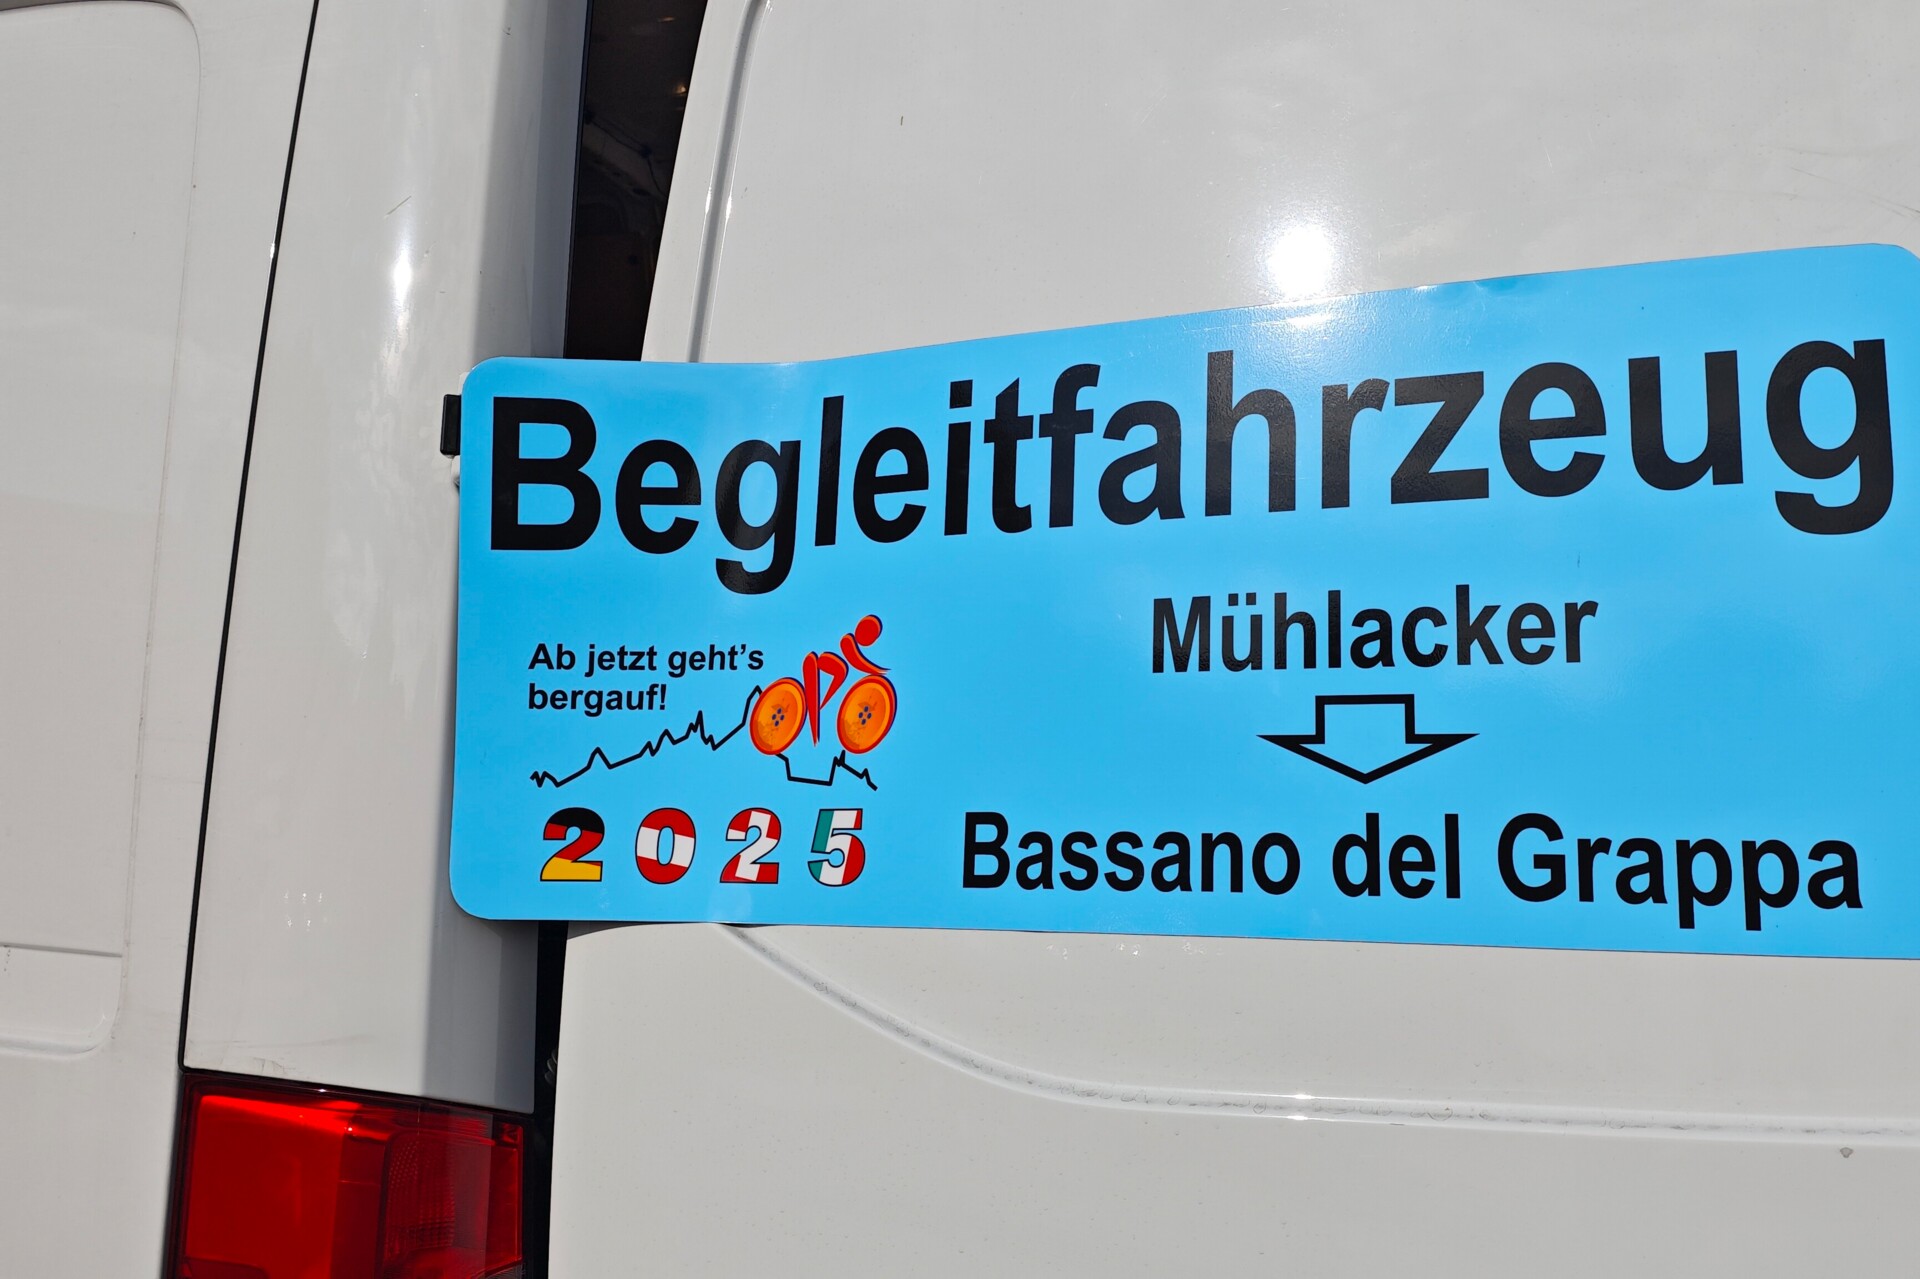 Begleitfahrzeug
Ab jetzt geht's
bergauf!
2025
Mühlacker
Bassano del Grappa